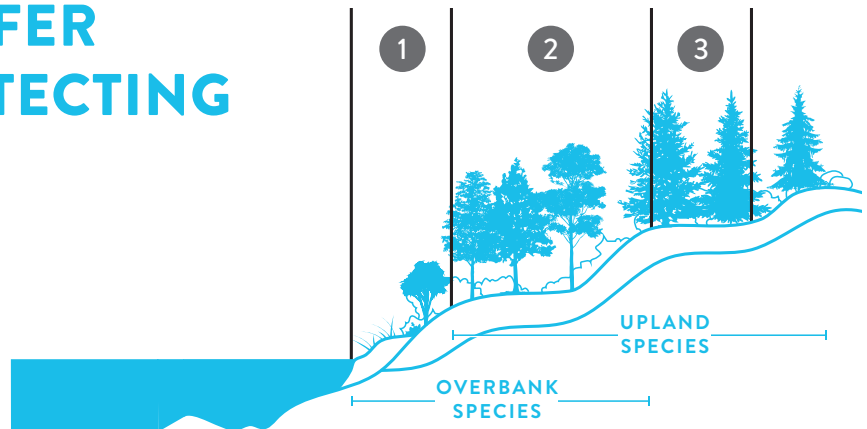 FER
TECTING
1
2
3
UPLAND
SPECIES
OVERBANK
SPECIES